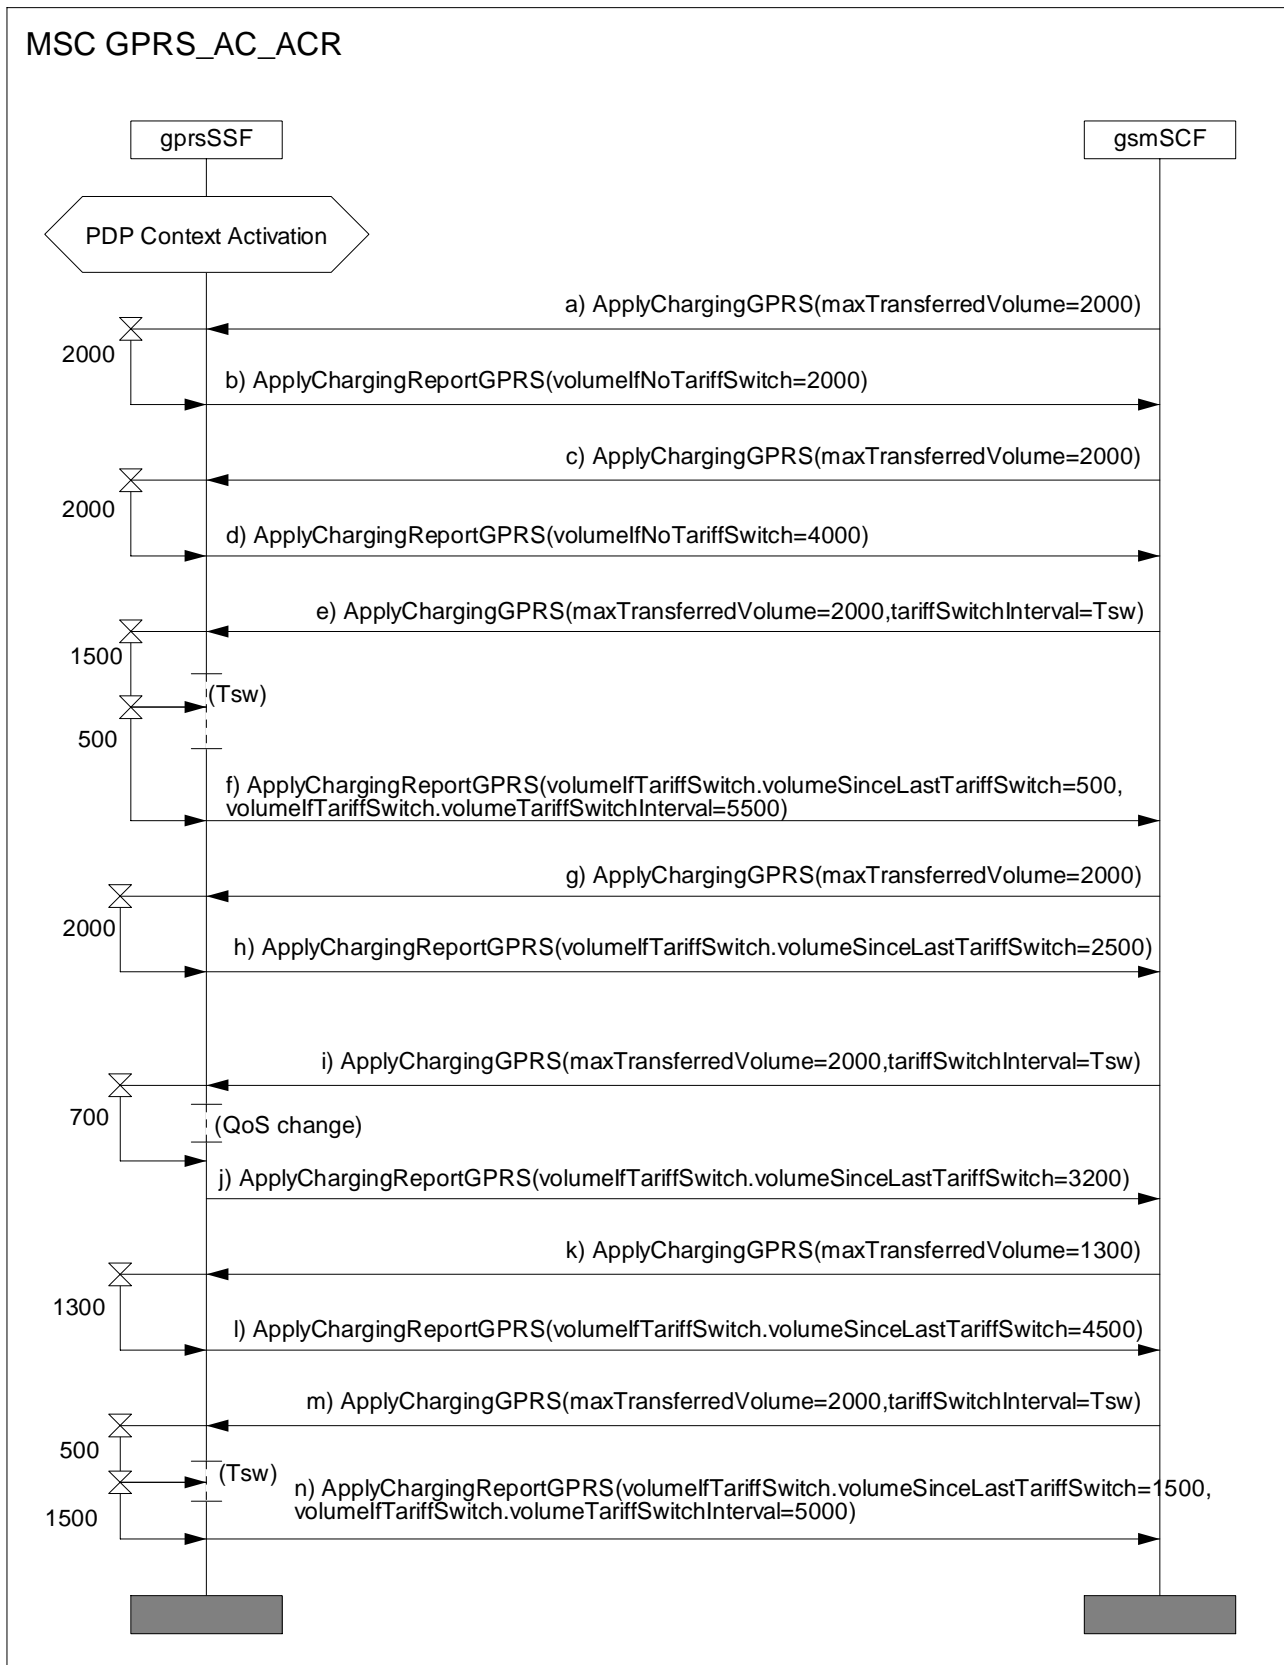 MSC GPRS_AC_ACR
gprsSSF
gsmSCF
PDP Context Activation
a) ApplyChargingGPRS(maxTransferredVolume=2000)
2000
b) ApplyChargingReportGPRS(volumeIfNoTariffSwitch=2000)
c) ApplyChargingGPRS(maxTransferredVolume=2000)
2000
d) ApplyChargingReportGPRS(volumeIfNoTariffSwitch=4000)
e) ApplyChargingGPRS(maxTransferredVolume=2000,tariffSwitchInterval=Tsw)
1500
(Tsw)
500
f) ApplyChargingReportGPRS(volumeIfTariffSwitch.volumeSinceLastTariffSwitch=500,
volumeIfTariffSwitch.volumeTariffSwitchInterval=5500)
g) ApplyChargingGPRS(maxTransferredVolume=2000)
2000
h) ApplyChargingReportGPRS(volumeIfTariffSwitch.volumeSinceLastTariffSwitch=2500)
i) ApplyChargingGPRS(maxTransferredVolume=2000,tariffSwitchInterval=Tsw)
700
(QoS change)
j) ApplyChargingReportGPRS(volumeIfTariffSwitch.volumeSinceLastTariffSwitch=3200)
k) ApplyChargingGPRS(maxTransferredVolume=1300)
1300
l) ApplyChargingReportGPRS(volumeIfTariffSwitch.volumeSinceLastTariffSwitch=4500)
m) ApplyChargingGPRS(maxTransferredVolume=2000,tariffSwitchInterval=Tsw)
500
(Tsw)
n) ApplyChargingReportGPRS(volumeIfTariffSwitch.volumeSinceLastTariffSwitch=1500,
volumeIfTariffSwitch.volumeTariffSwitchInterval=5000)
1500